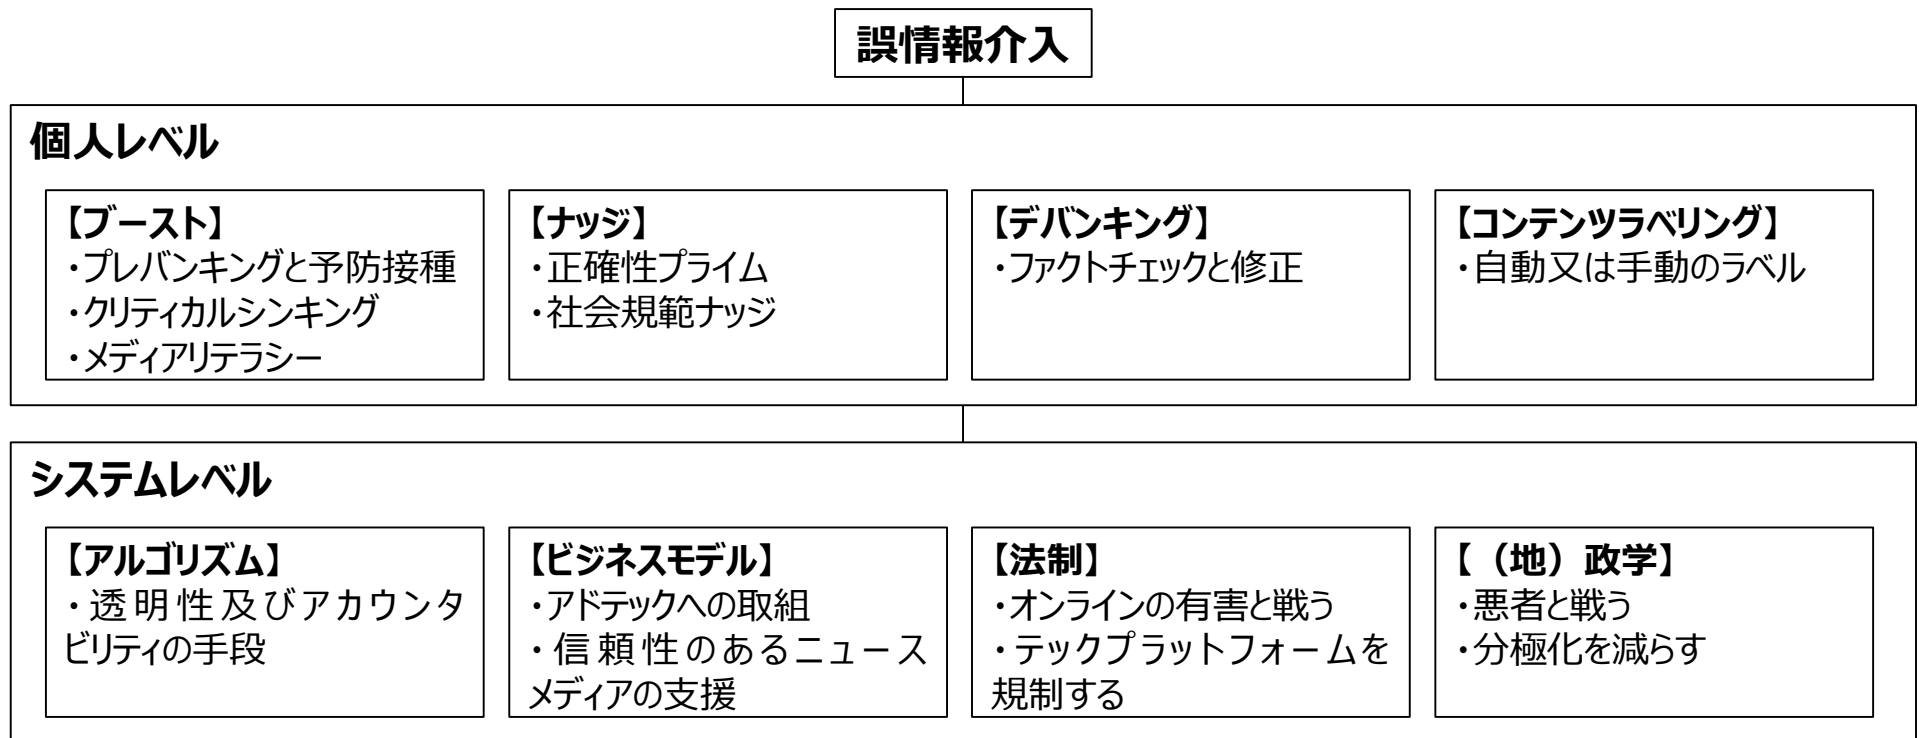 誤情報介入
個人レベル
【ブースト】
・プレバンキングと予防接種
・クリティカルシンキング
・メディアリテラシー
【ナッジ】
・正確性プライム
・社会規範ナッジ
【デバンキング】
・ファクトチェックと修正
【コンテンツラベリング】
・自動又は手動のラベル
システムレベル
【アルゴリズム】
・透明性及びアカウンタ
ビリティの手段
【ビジネスモデル】
・アドテックへの取組
・信頼性のあるニュース
メディアの支援
【法制】
・オンラインの有害と戦う
・テックプラットフォームを
規制する
【（地）政学】
・悪者と戦う
・分極化を減らす